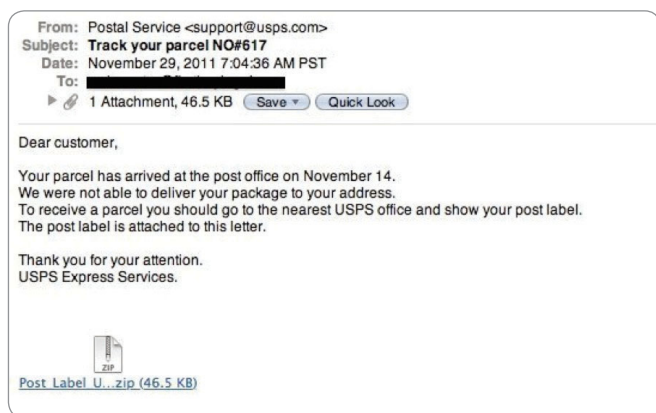 From: Postal Service <support@usps.com>
Subject: Track your parcel NO#617
Date: November 29, 2011 7:04:36 AM PST
To:
1 Attachment, 46.5 KB Save Quick Look
Dear customer,
Your parcel has arrived at the post office on November 14.
We were not able to deliver your package to your address.
To receive a parcel you should go to the nearest USPS office and show your post label.
The post label is attached to this letter.
Thank you for your attention.
USPS Express Services.
ZIP
Post_Label_U...zip (46.5 KB)